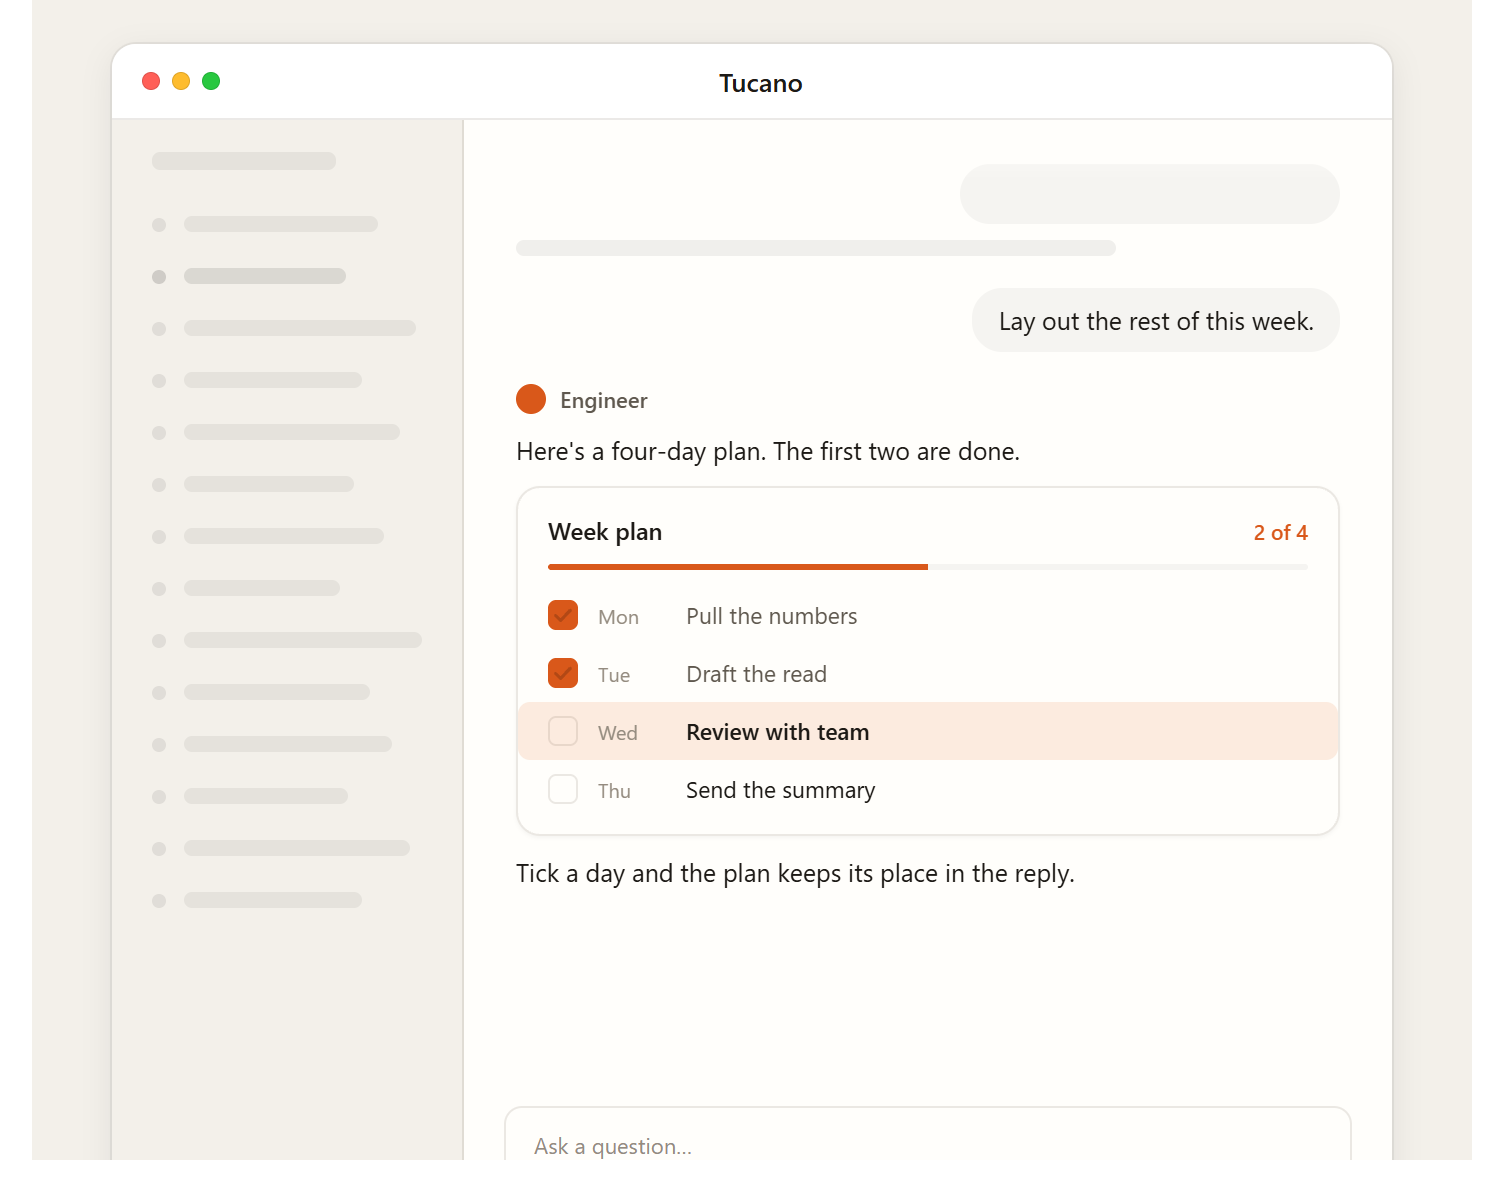 Tucano
Lay out the rest of this week.
Engineer
Here's a four-day plan. The first two are done.
Week plan
2 of 4
Mon Pull the numbers
Tue Draft the read
Wed Review with team
Thu Send the summary
Tick a day and the plan keeps its place in the reply.
Ask a question...